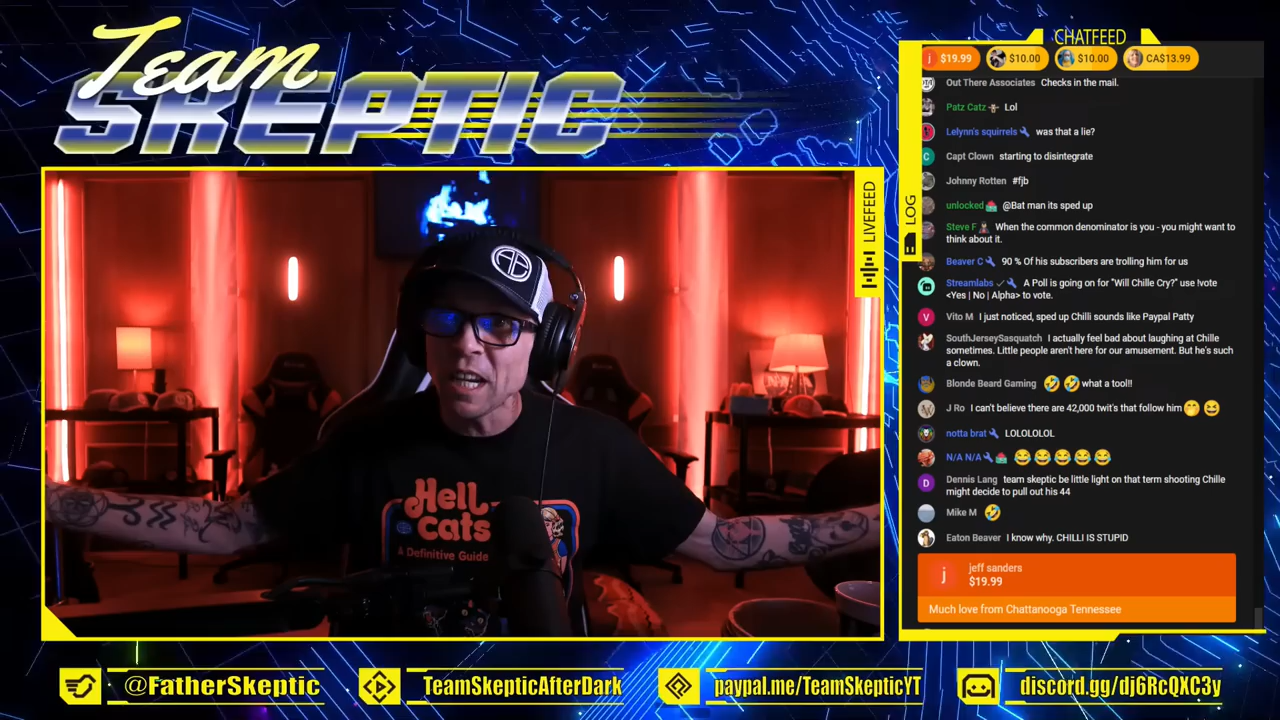 Team
SKEPTIC
LIVEFEED
Hell
Cats
A Definitive Guide
CHATFEED
LOG
j $19.99
$10.00
$10.00
CA$13.99
Out There Associates Checks in the mail.
Patz Catz Lol
Lelynn's squirrels was that a lie?
C Capt Clown starting to disintegrate
Johnny Rotten #fjb
unlocked @Bat man its sped up
Steve F When the common denominator is you - you might want to
think about it.
Beaver C 90 % Of his subscribers are trolling him for us
Streamlabs A Poll is going on for "Will Chille Cry?" use !vote
<Yes | No | Alpha> to vote.
V Vito M I just noticed, sped up Chilli sounds like Paypal Patty
SouthJerseySasquatch I actually feel bad about laughing at Chille
sometimes. Little people aren't here for our amusement. But he's such
a clown.
Blonde Beard Gaming 🤣 🤣 what a tool!!
J Ro I can't believe there are 42,000 twit's that follow him 🤭 😆
notta brat LOLOLOLOL
N/A N/A 😂 😂 😂 😂 😂
D Dennis Lang team skeptic be little light on that term shooting Chille
might decide to pull out his 44
Mike M 🤣
Eaton Beaver I know why. CHILLI IS STUPID
j jeff sanders
$19.99
Much love from Chattanooga Tennessee
@FatherSkeptic
TeamSkepticAfterDark
paypal.me/TeamSkepticYT
discord.gg/dj6RcQXC3v